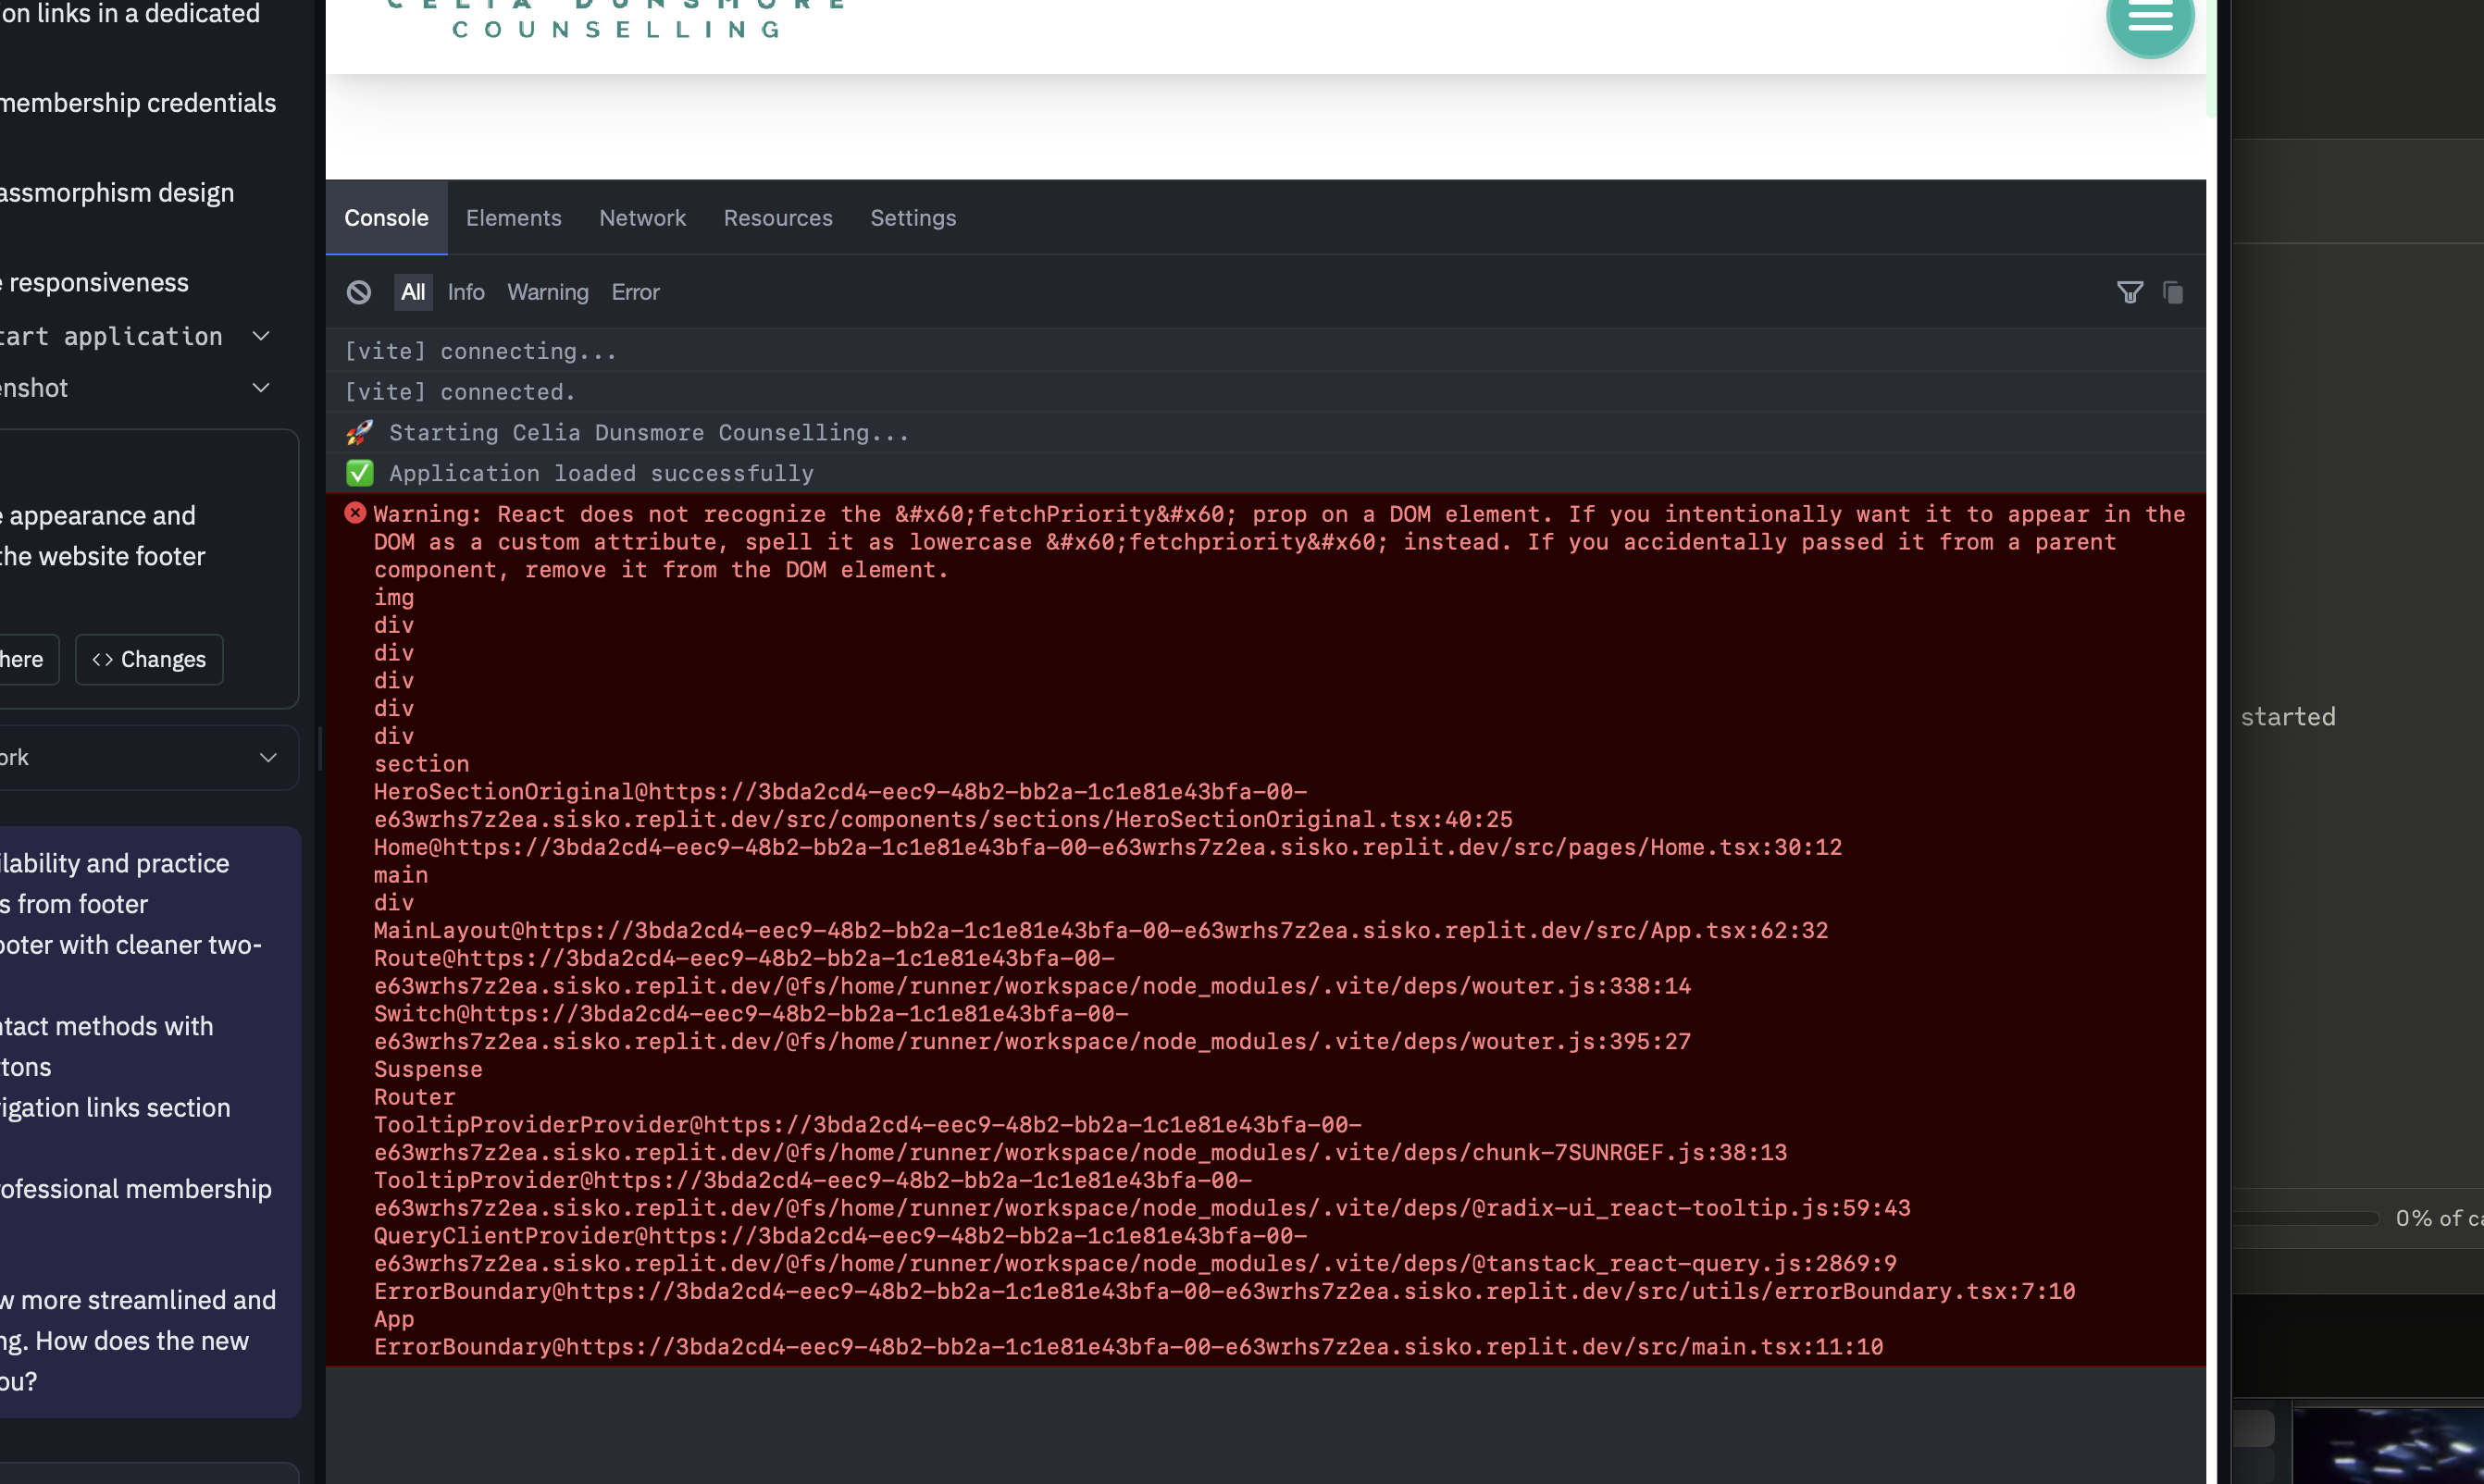 on links in a dedicated
membership credentials
assmorphism design
responsiveness
tart application
enshot
appearance and
the website footer
here
<> Changes
ork
ilability and practice
s from footer
ooter with cleaner two-
ntact methods with
tons
igation links section
ofessional membership
w more streamlined and
ng. How does the new
ou?
CELIA DUNSMORE
COUNSELLING
Console Elements Network Resources Settings
All Info Warning Error
[vite] connecting...
[vite] connected.
🚀 Starting Celia Dunsmore Counselling...
✅ Application loaded successfully
Warning: React does not recognize the &#x60;fetchPriority&#x60; prop on a DOM element. If you intentionally want it to appear in the
DOM as a custom attribute, spell it as lowercase &#x60;fetchpriority&#x60; instead. If you accidentally passed it from a parent
component, remove it from the DOM element.
img
div
div
div
div
div
section
HeroSectionOriginal@https://3bda2cd4-eec9-48b2-bb2a-1c1e81e43bfa-00-
e63wrhs7z2ea.sisko.replit.dev/src/components/sections/HeroSectionOriginal.tsx:40:25
Home@https://3bda2cd4-eec9-48b2-bb2a-1c1e81e43bfa-00-e63wrhs7z2ea.sisko.replit.dev/src/pages/Home.tsx:30:12
main
div
MainLayout@https://3bda2cd4-eec9-48b2-bb2a-1c1e81e43bfa-00-e63wrhs7z2ea.sisko.replit.dev/src/App.tsx:62:32
Route@https://3bda2cd4-eec9-48b2-bb2a-1c1e81e43bfa-00-
e63wrhs7z2ea.sisko.replit.dev/@fs/home/runner/workspace/node_modules/.vite/deps/wouter.js:338:14
Switch@https://3bda2cd4-eec9-48b2-bb2a-1c1e81e43bfa-00-
e63wrhs7z2ea.sisko.replit.dev/@fs/home/runner/workspace/node_modules/.vite/deps/wouter.js:395:27
Suspense
Router
TooltipProviderProvider@https://3bda2cd4-eec9-48b2-bb2a-1c1e81e43bfa-00-
e63wrhs7z2ea.sisko.replit.dev/@fs/home/runner/workspace/node_modules/.vite/deps/chunk-7SUNRGEF.js:38:13
TooltipProvider@https://3bda2cd4-eec9-48b2-bb2a-1c1e81e43bfa-00-
e63wrhs7z2ea.sisko.replit.dev/@fs/home/runner/workspace/node_modules/.vite/deps/@radix-ui_react-tooltip.js:59:43
QueryClientProvider@https://3bda2cd4-eec9-48b2-bb2a-1c1e81e43bfa-00-
e63wrhs7z2ea.sisko.replit.dev/@fs/home/runner/workspace/node_modules/.vite/deps/@tanstack_react-query.js:2869:9
ErrorBoundary@https://3bda2cd4-eec9-48b2-bb2a-1c1e81e43bfa-00-e63wrhs7z2ea.sisko.replit.dev/src/utils/errorBoundary.tsx:7:10
App
ErrorBoundary@https://3bda2cd4-eec9-48b2-bb2a-1c1e81e43bfa-00-e63wrhs7z2ea.sisko.replit.dev/src/main.tsx:11:10
started
0% of ca